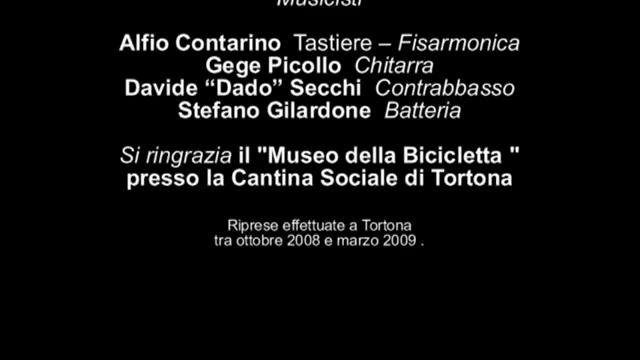 Musicisti
Alfio Contarino Tastiere – Fisarmonica
Gege Picollo Chitarra
Davide “Dado” Secchi Contrabbasso
Stefano Gilardone Batteria
Si ringrazia il "Museo della Bicicletta "
presso la Cantina Sociale di Tortona
Riprese effettuate a Tortona
tra ottobre 2008 e marzo 2009 .